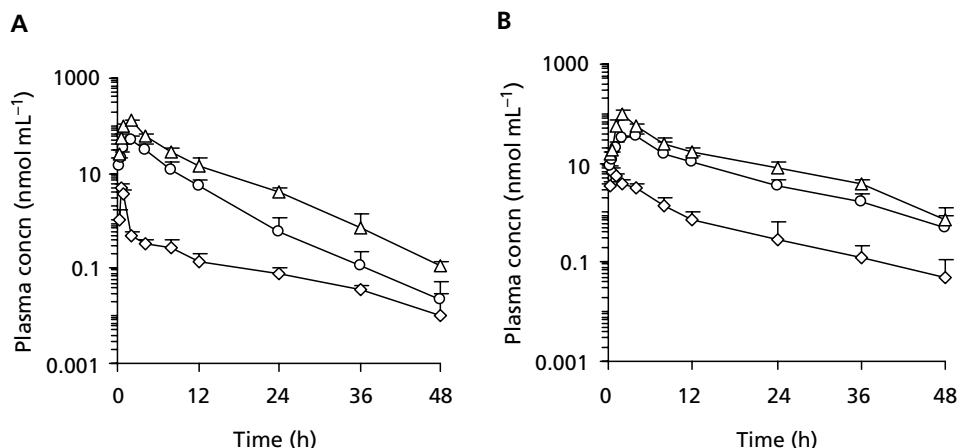 A
Plasma concn (nmol mL⁻¹)
1000
10
0.1
0.001
0 12 24 36 48
Time (h)
B
Plasma concn (nmol mL⁻¹)
1000
10
0.1
0.001
0 12 24 36 48
Time (h)